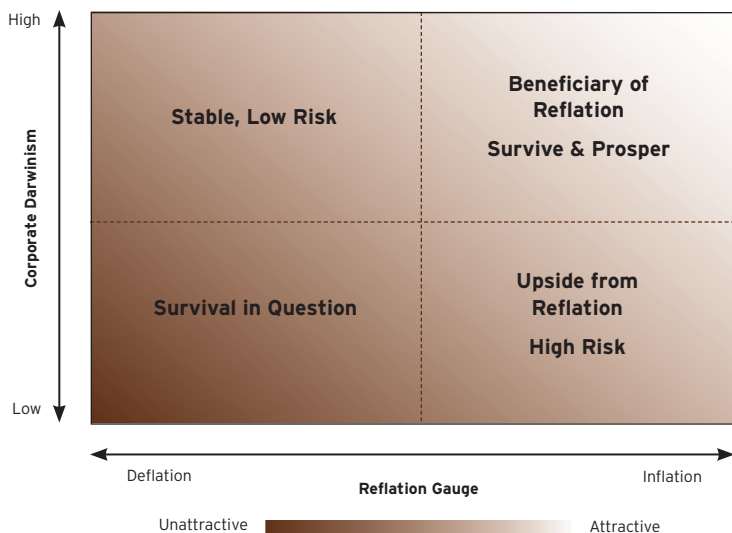 High
Corporate Darwinism
Low
Stable, Low Risk
Beneficiary of
Reflation
Survive & Prosper
Survival in Question
Upside from
Reflation
High Risk
Deflation
Reflation Gauge
Inflation
Unattractive
Attractive